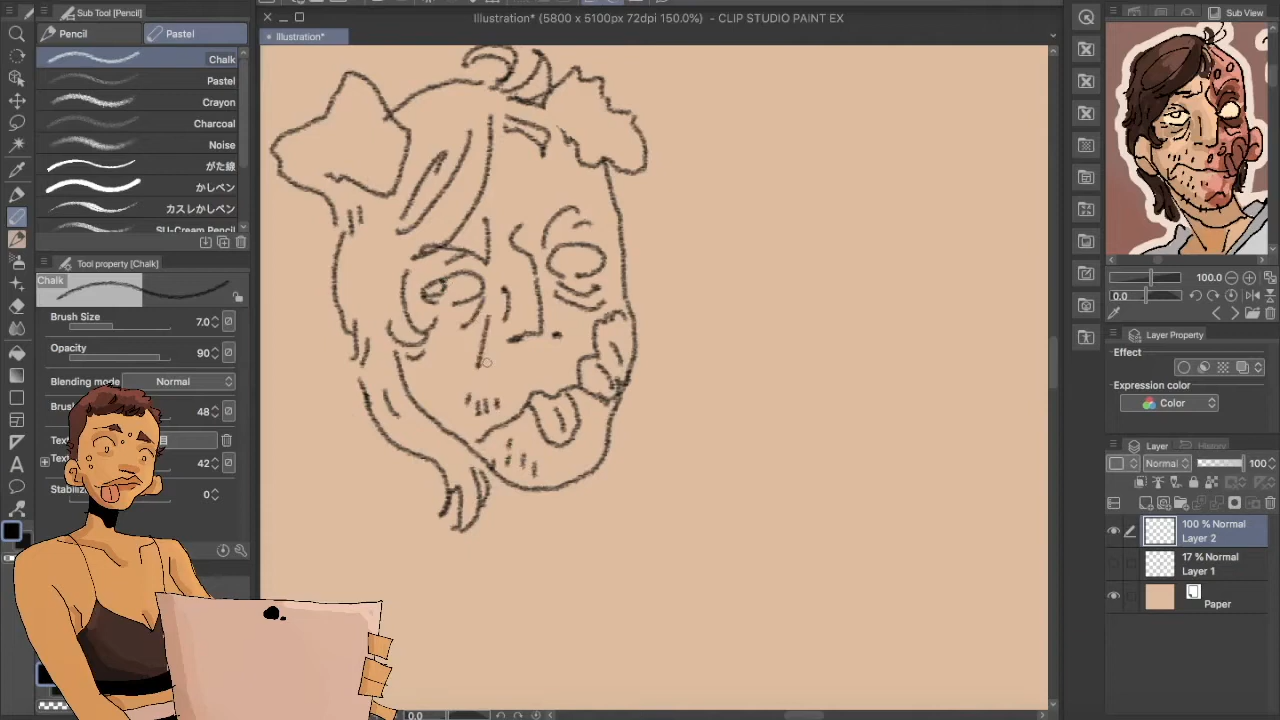 Sub Tool [Pencil]
Illustration* (5800 x 5100px 72dpi 150.0%) - CLIP STUDIO PAINT EX
Sub View
Pencil
Pastel
Illustration*
Chalk
Pastel
Crayon
Charcoal
Noise
がた線
かしペン
カスレかしペン
SU-Cream Pencil
Tool property [Chalk]
Chalk
Brush Size 7.0
Opacity 90
Blending mode Normal
48
42
0
100.0
0.0
Layer Property
Effect
Expression color
Color
Layer
History
Normal 100
100 % Normal
Layer 2
17 % Normal
Layer 1
Paper
0.0